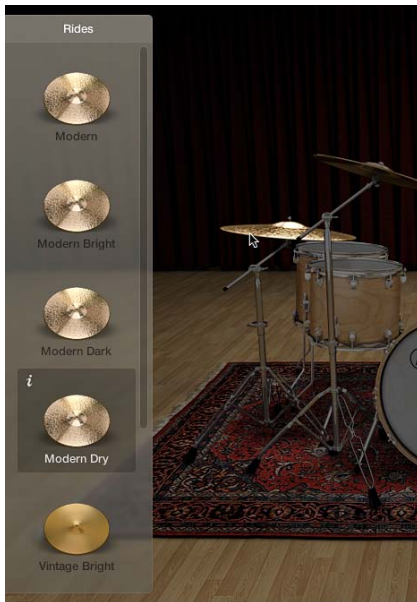 Rides
Modern
Modern Bright
Modern Dark
i
Modern Dry
Vintage Bright